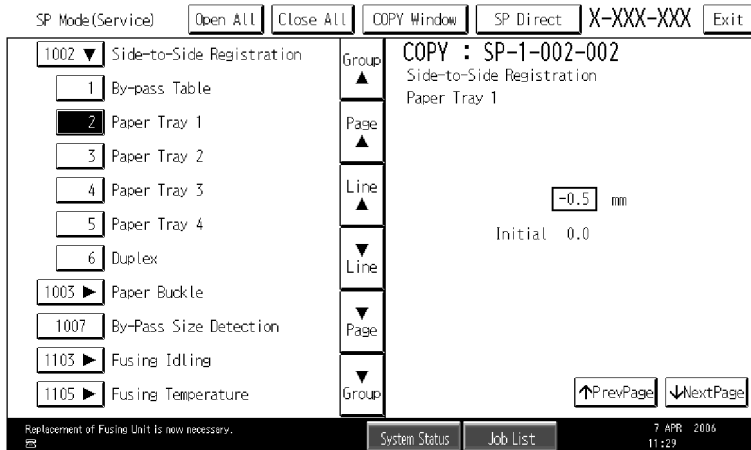 SP Mode(Service) Open All Close All COPY Window SP Direct X-XXX-XXX Exit
1002 ▼ Side-to-Side Registration
1 By-pass Table
2 Paper Tray 1
3 Paper Tray 2
4 Paper Tray 3
5 Paper Tray 4
6 Duplex
1003 ▶ Paper Buckle
1007 By-Pass Size Detection
1103 ▶ Fusing Idling
1105 ▶ Fusing Temperature
Group
▲
Page
▲
Line
▲
▼
Line
▼
Page
▼
Group
COPY : SP-1-002-002
Side-to-Side Registration
Paper Tray 1
-0.5 mm
Initial 0.0
↑PrevPage ↓NextPage
Replacement of Fusing Unit is now necessary.
System Status Job List
7 APR 2006
11:29